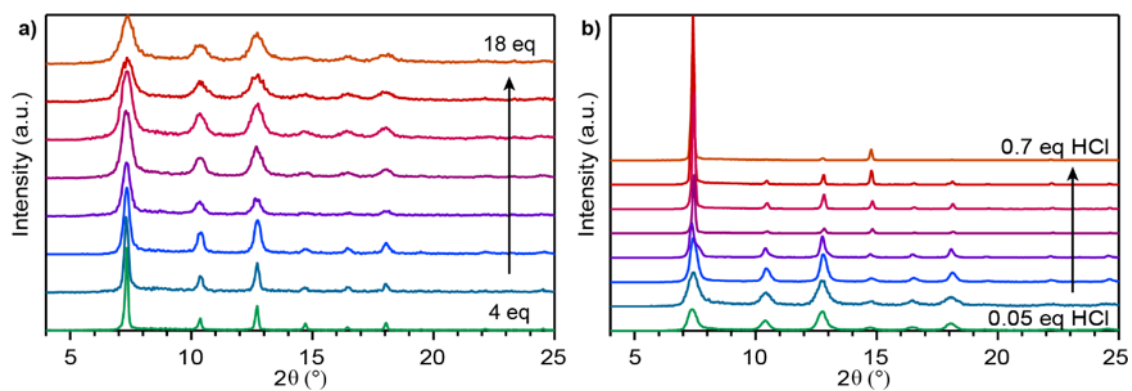 a)
18 eq
4 eq
Intensity (a.u.)
5 10 15 20 25
2θ (°)
b)
0.7 eq HCl
0.05 eq HCl
Intensity (a.u.)
5 10 15 20 25
2θ (°)